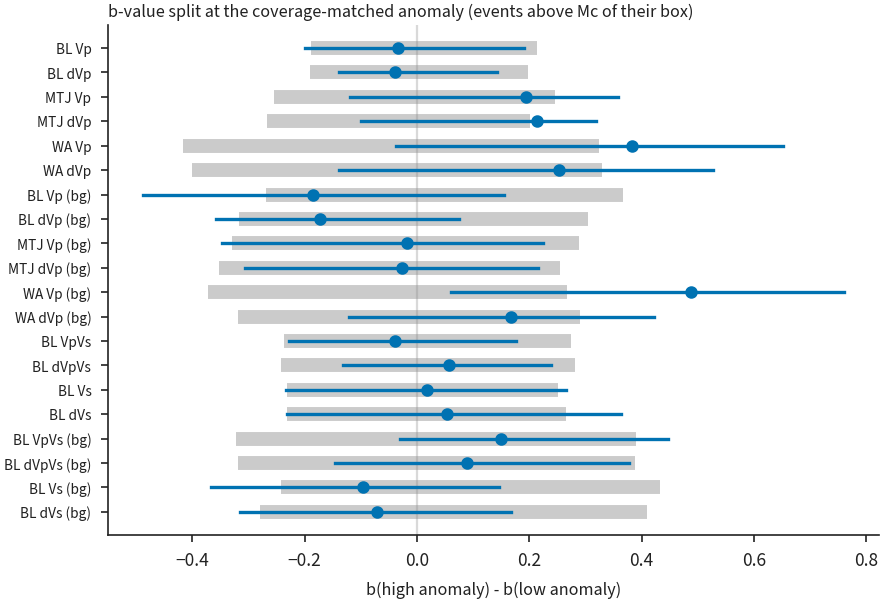 b-value split at the coverage-matched anomaly (events above Mc of their box)
BL Vp
BL dVp
MTJ Vp
MTJ dVp
WA Vp
WA dVp
BL Vp (bg)
BL dVp (bg)
MTJ Vp (bg)
MTJ dVp (bg)
WA Vp (bg)
WA dVp (bg)
BL VpVs
BL dVpVs
BL Vs
BL dVs
BL VpVs (bg)
BL dVpVs (bg)
BL Vs (bg)
BL dVs (bg)
−0.4 −0.2 0.0 0.2 0.4 0.6 0.8
b(high anomaly) - b(low anomaly)